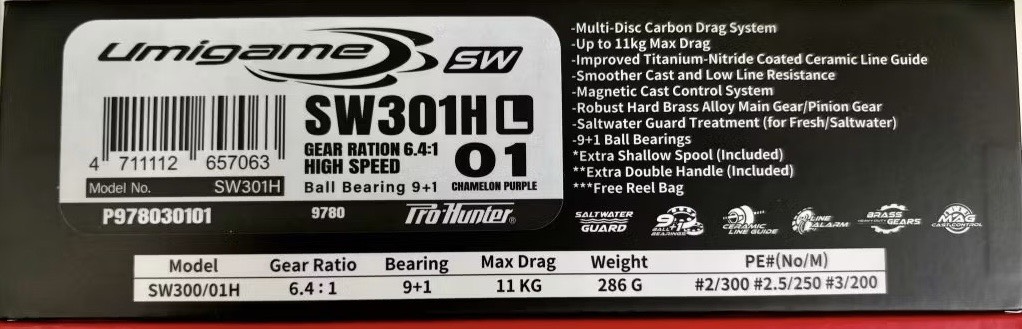 Umigame SW
SW301H L
GEAR RATION 6.4:1
HIGH SPEED
01
Ball Bearing 9+1
CHAMELON PURPLE
4 711112 657063
Model No. SW301H
P978030101
9780
Pro Hunter®
-Multi-Disc Carbon Drag System
-Up to 11kg Max Drag
-Improved Titanium-Nitride Coated Ceramic Line Guide
-Smoother Cast and Low Line Resistance
-Magnetic Cast Control System
-Robust Hard Brass Alloy Main Gear/Pinion Gear
-Saltwater Guard Treatment (for Fresh/Saltwater)
-9+1 Ball Bearings
*Extra Shallow Spool (Included)
**Extra Double Handle (Included)
***Free Reel Bag
SALTWATER GUARD
9+1 BALL BEARINGS
CERAMIC LINE GUIDE
LINE ALARM
BRASS GEARS
MAG CAST CONTROL
Model Gear Ratio Bearing Max Drag Weight PE#(No/M)
SW300/01H 6.4 : 1 9+1 11 KG 286 G #2/300 #2.5/250 #3/200